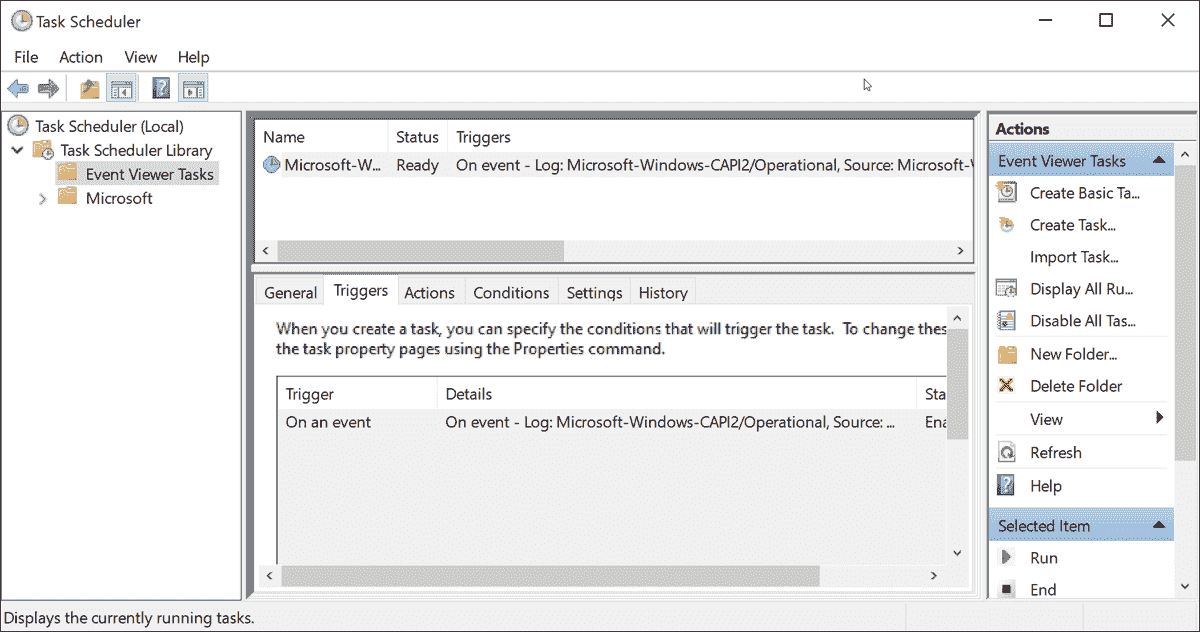 Task Scheduler
File Action View Help
Task Scheduler (Local)
Task Scheduler Library
Event Viewer Tasks
Microsoft
Name Status Triggers
Microsoft-W... Ready On event - Log: Microsoft-Windows-CAPI2/Operational, Source: Microsoft-
General Triggers Actions Conditions Settings History
When you create a task, you can specify the conditions that will trigger the task. To change thes
the task property pages using the Properties command.
Trigger Details Sta
On an event On event - Log: Microsoft-Windows-CAPI2/Operational, Source: ... Ena
Actions
Event Viewer Tasks
Create Basic Ta...
Create Task...
Import Task...
Display All Ru...
Disable All Tas...
New Folder...
Delete Folder
View
Refresh
Help
Selected Item
Run
End
Displays the currently running tasks.